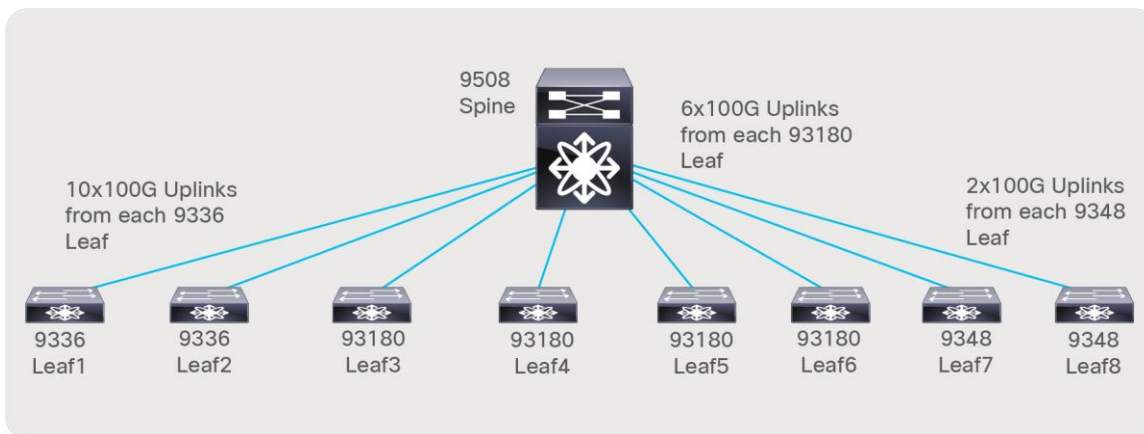 9508
Spine
6x100G Uplinks
from each 93180
Leaf
10x100G Uplinks
from each 9336
Leaf
2x100G Uplinks
from each 9348
Leaf
9336
Leaf1
9336
Leaf2
93180
Leaf3
93180
Leaf4
93180
Leaf5
93180
Leaf6
9348
Leaf7
9348
Leaf8